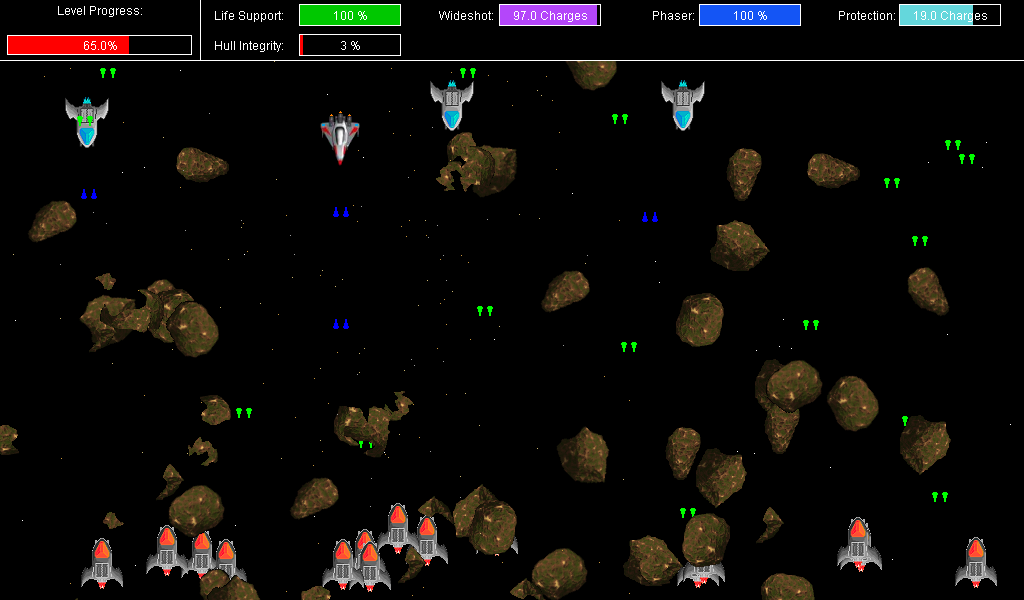 Level Progress:
65.0%
Life Support: 100 %
Hull Integrity: 3 %
Wideshot: 97.0 Charges
Phaser: 100 %
Protection: 19.0 Charges